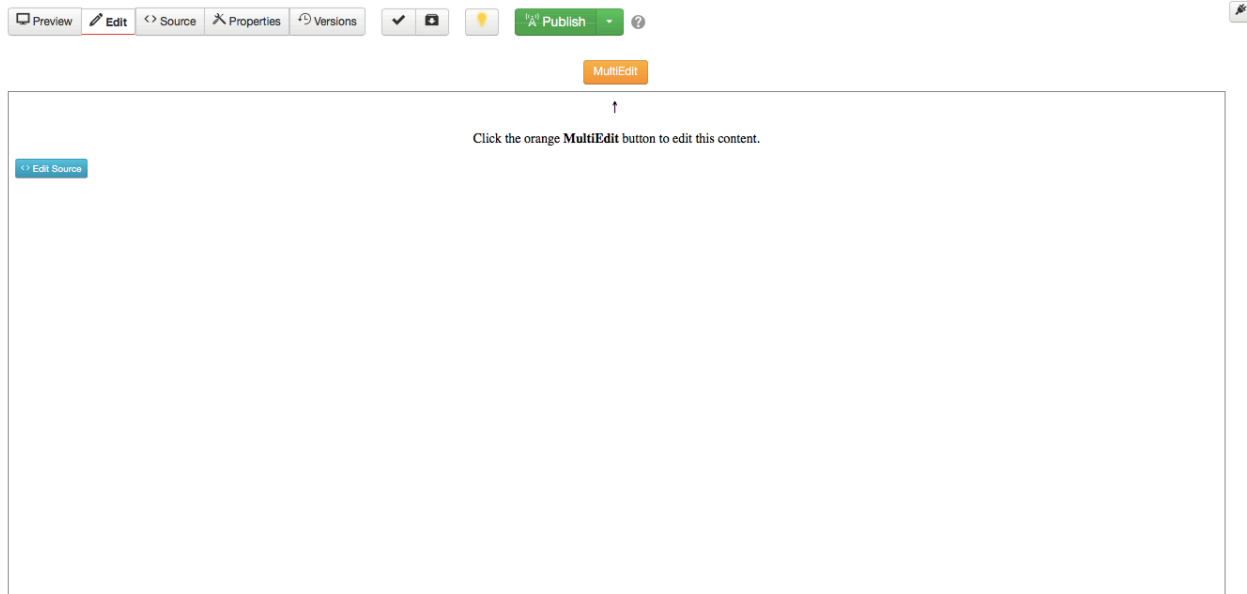 Preview Edit <> Source Properties Versions Publish ?
MultiEdit
↑
Click the orange MultiEdit button to edit this content.
<> Edit Source